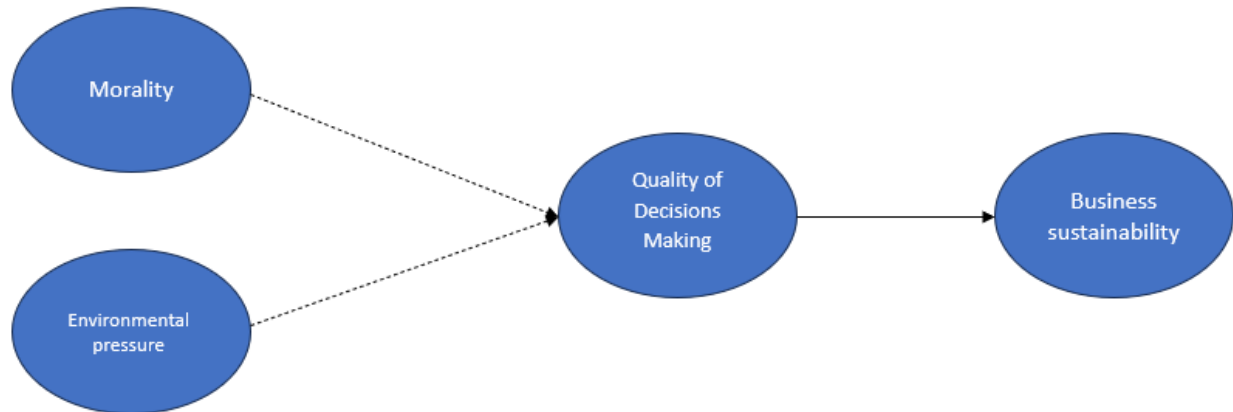 Morality
Environmental
pressure
Quality of
Decisions
Making
Business
sustainability